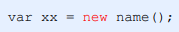 var xx = new name();